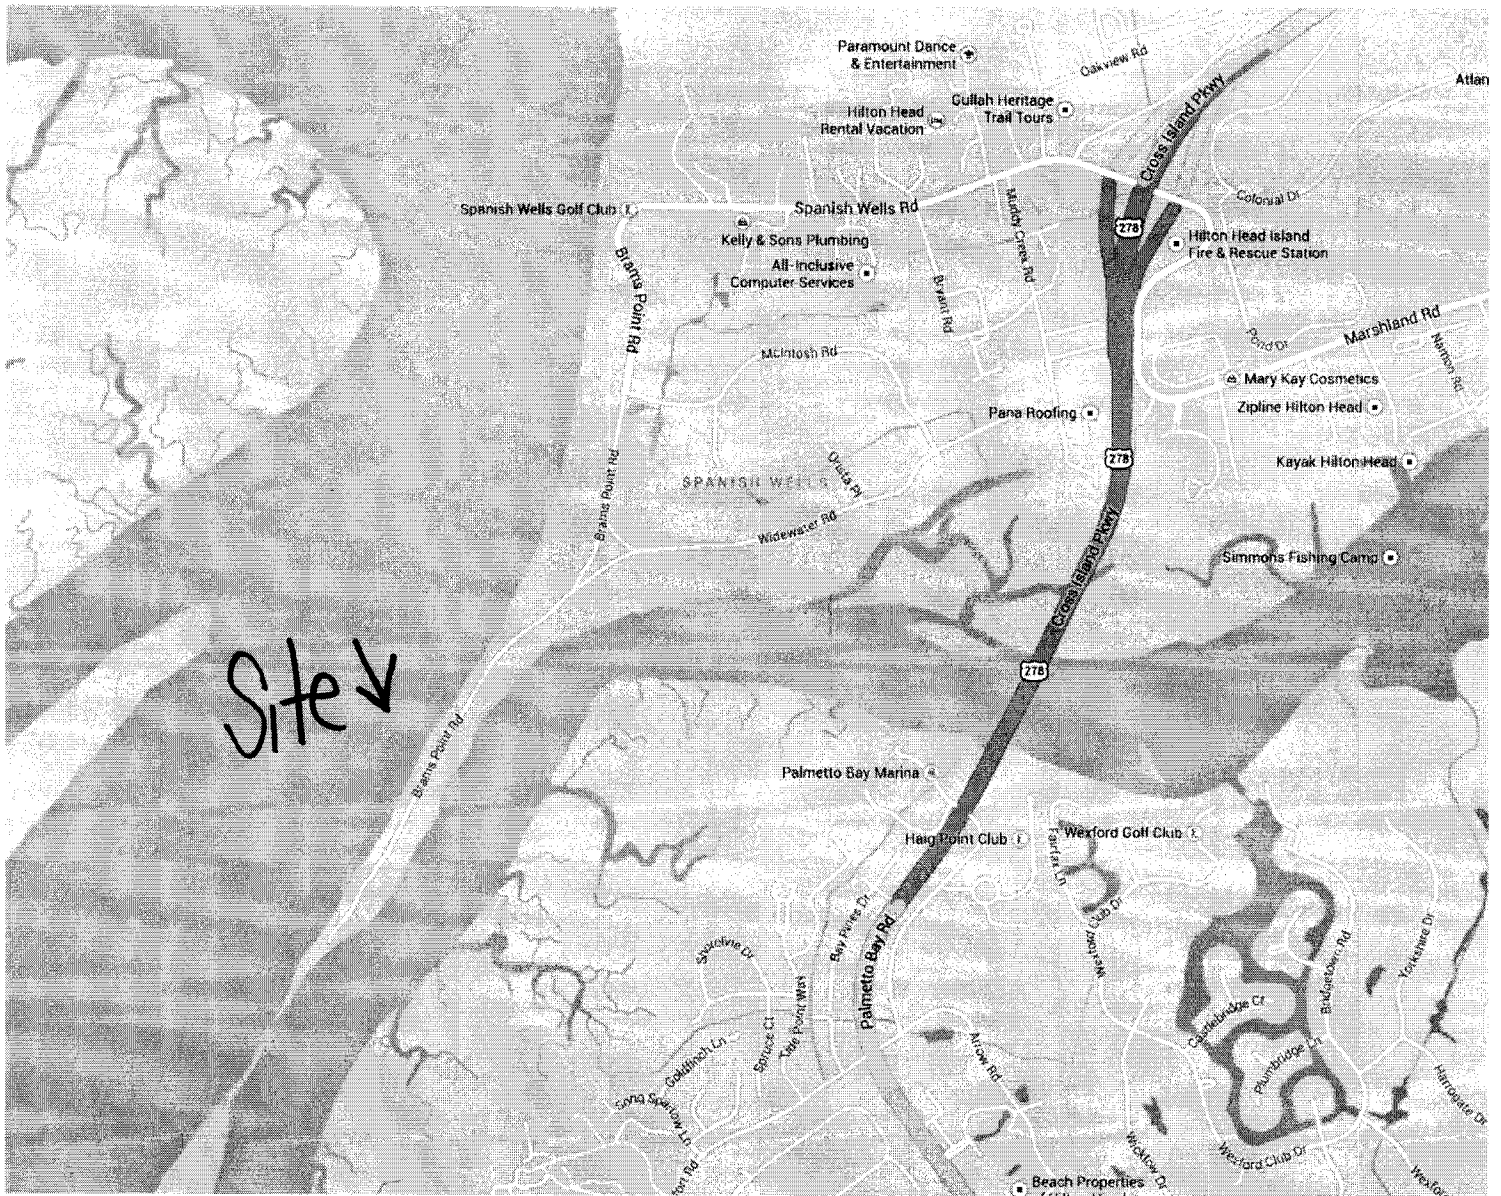 Paramount Dance
& Entertainment
Oakview Rd
Cross Island Pkwy
Atlan
Hilton Head
Rental Vacation
Gullah Heritage
Trail Tours
Spanish Wells Golf Club
Spanish Wells Rd
Colonial Dr
Muddy Creek Rd
278
Kelly & Sons Plumbing
Hilton Head Island
Fire & Rescue Station
Brams Point Rd
All-Inclusive
Computer Services
Bryant Rd
Marshland Rd
Pond Dr
Namon Rd
McIntosh Rd
Mary Kay Cosmetics
Pana Roofing
Zipline Hilton Head
278
Kayak Hilton Head
Brams Point Rd
SPANISH WELLS
Widewater Rd
Cross Island Pkwy
Simmons Fishing Camp
278
Site
Brams Point Rd
Palmetto Bay Marina
Haig Point Club
Fairfax Ln
Wexford Golf Club
Bay Pines Dr
Wexford Club Dr
Palmetto Bay Rd
Shoreline Dr
Bridgetown Rd
Yorkshire Dr
Castlebridge Ct
Spruce Ct
Goldfinch Ln
Arrow Rd
Plumbridge Ln
Harrogate Dr
Song Sparrow Ln
Wexford Club Dr
Wicklow Dr
Beach Properties